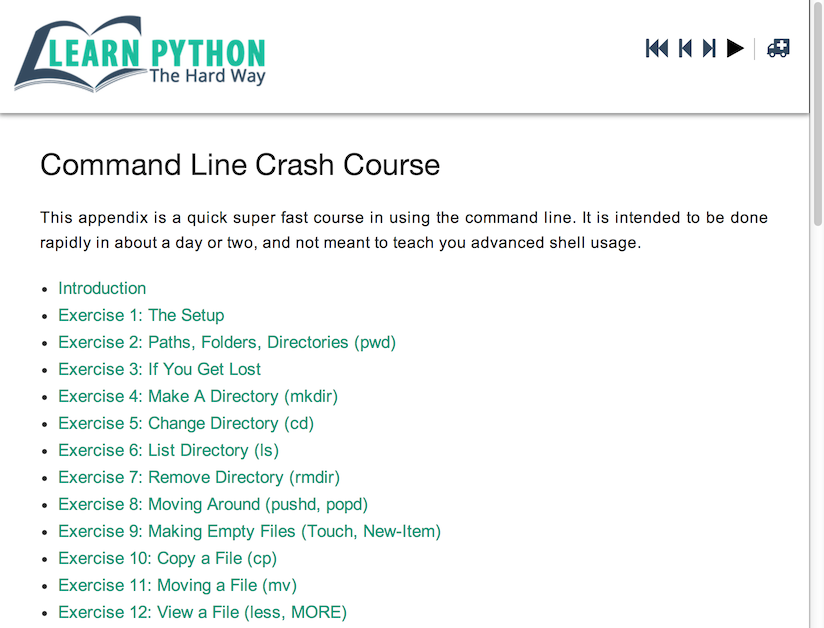 LEARN PYTHON
The Hard Way
Command Line Crash Course
This appendix is a quick super fast course in using the command line. It is intended to be done
rapidly in about a day or two, and not meant to teach you advanced shell usage.
Introduction
Exercise 1: The Setup
Exercise 2: Paths, Folders, Directories (pwd)
Exercise 3: If You Get Lost
Exercise 4: Make A Directory (mkdir)
Exercise 5: Change Directory (cd)
Exercise 6: List Directory (ls)
Exercise 7: Remove Directory (rmdir)
Exercise 8: Moving Around (pushd, popd)
Exercise 9: Making Empty Files (Touch, New-Item)
Exercise 10: Copy a File (cp)
Exercise 11: Moving a File (mv)
Exercise 12: View a File (less, MORE)